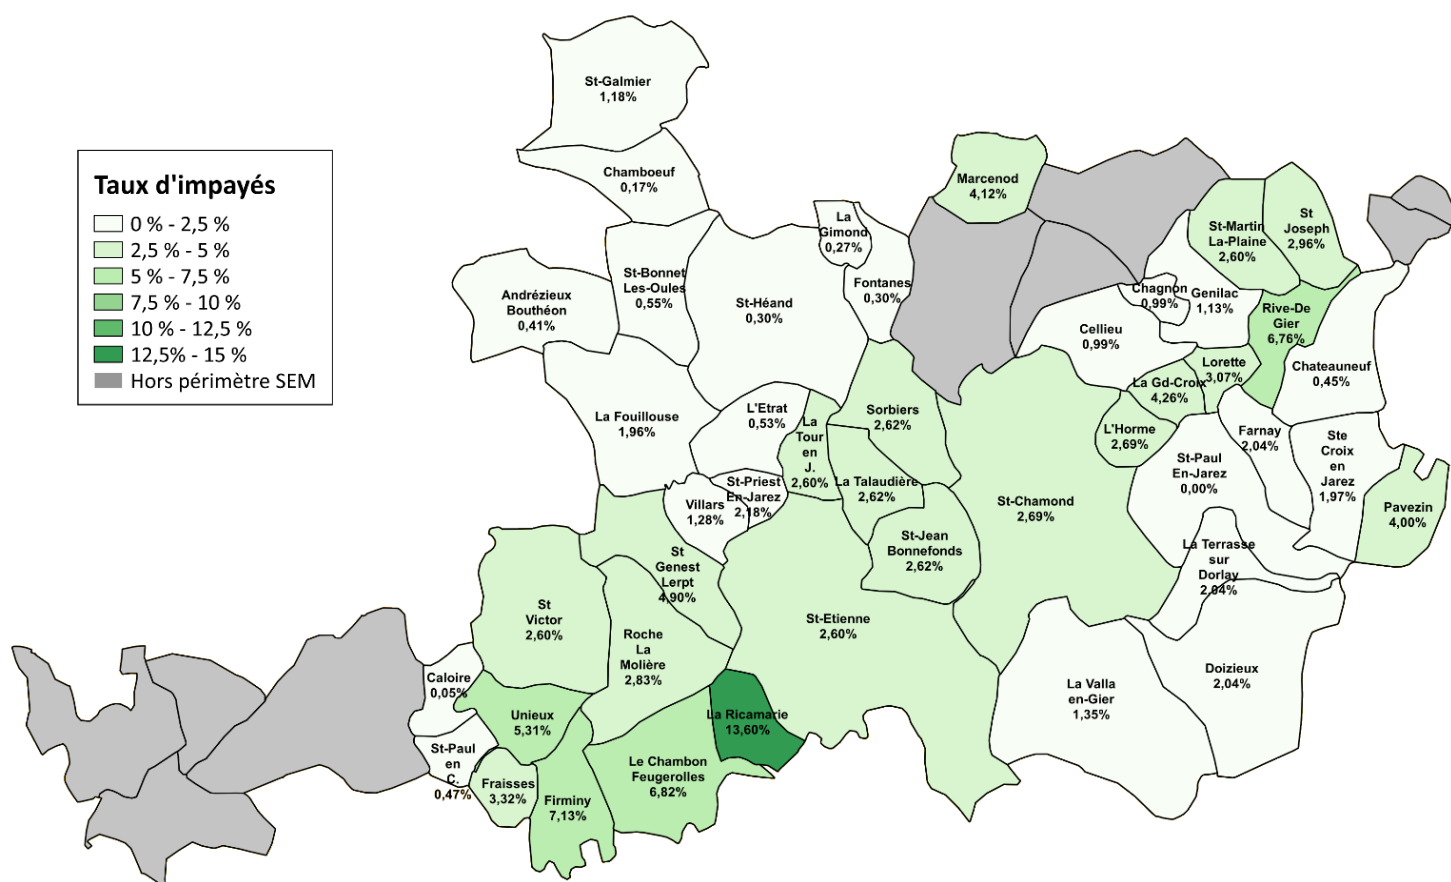 St-Galmier
1,18%
Chamboeuf
0,17%
Taux d'impayés
0 % - 2,5 %
2,5 % - 5 %
5 % - 7,5 %
7,5 % - 10 %
10 % - 12,5 %
12,5% - 15 %
Hors périmètre SEM
Marcenod
4,12%
La
Gimond
0,27%
St-Martin
La-Plaine
2,60%
St
Joseph
2,96%
Andrézieux
Bouthéon
0,41%
St-Bonnet
Les-Oules
0,55%
St-Héand
0,30%
Fontanes
0,30%
Chagnon
0,99%
Genilac
1,13%
Cellieu
0,99%
Rive-De
Gier
6,76%
Chateauneuf
0,45%
Lorette
3,07%
La Gd-Croix
4,26%
La Fouillouse
1,96%
L'Etrat
0,53%
La
Tour
en
J.
2,60%
Sorbiers
2,62%
L'Horme
2,69%
Farnay
2,04%
Ste
Croix
en
Jarez
1,97%
St-Paul
En-Jarez
0,00%
Pavezin
4,00%
Villars
1,28%
St-Priest
En-Jarez
2,18%
La Talaudière
2,62%
St-Chamond
2,69%
St-Jean
Bonnefonds
2,62%
La Terrasse
sur
Dorlay
2,04%
St
Genest
Lerpt
4,90%
St
Victor
2,60%
Roche
La
Molière
2,83%
St-Etienne
2,60%
Caloire
0,05%
Unieux
5,31%
La Ricamarie
13,60%
La Valla
en-Gier
1,35%
Doizieux
2,04%
St-Paul
en
C.
0,47%
Fraisses
3,32%
Firminy
7,13%
Le Chambon
Feugerolles
6,82%